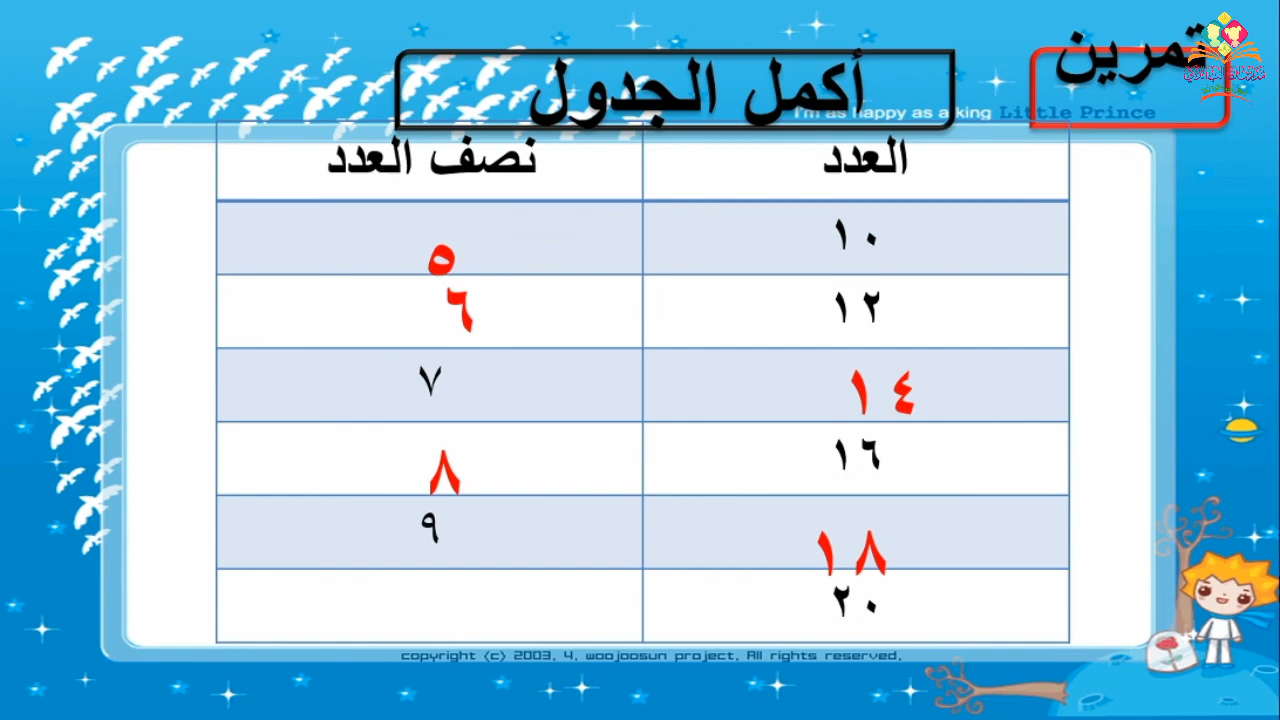 تمرين
أكمل الجدول
I'm as happy as a king Little Prince
العدد نصف العدد
١٠ ٥
١٢ ٦
١٤ ٧
١٦ ٨
١٨ ٩
٢٠
copyright (c) 2003, 4, woojoosun project, All rights reserved,